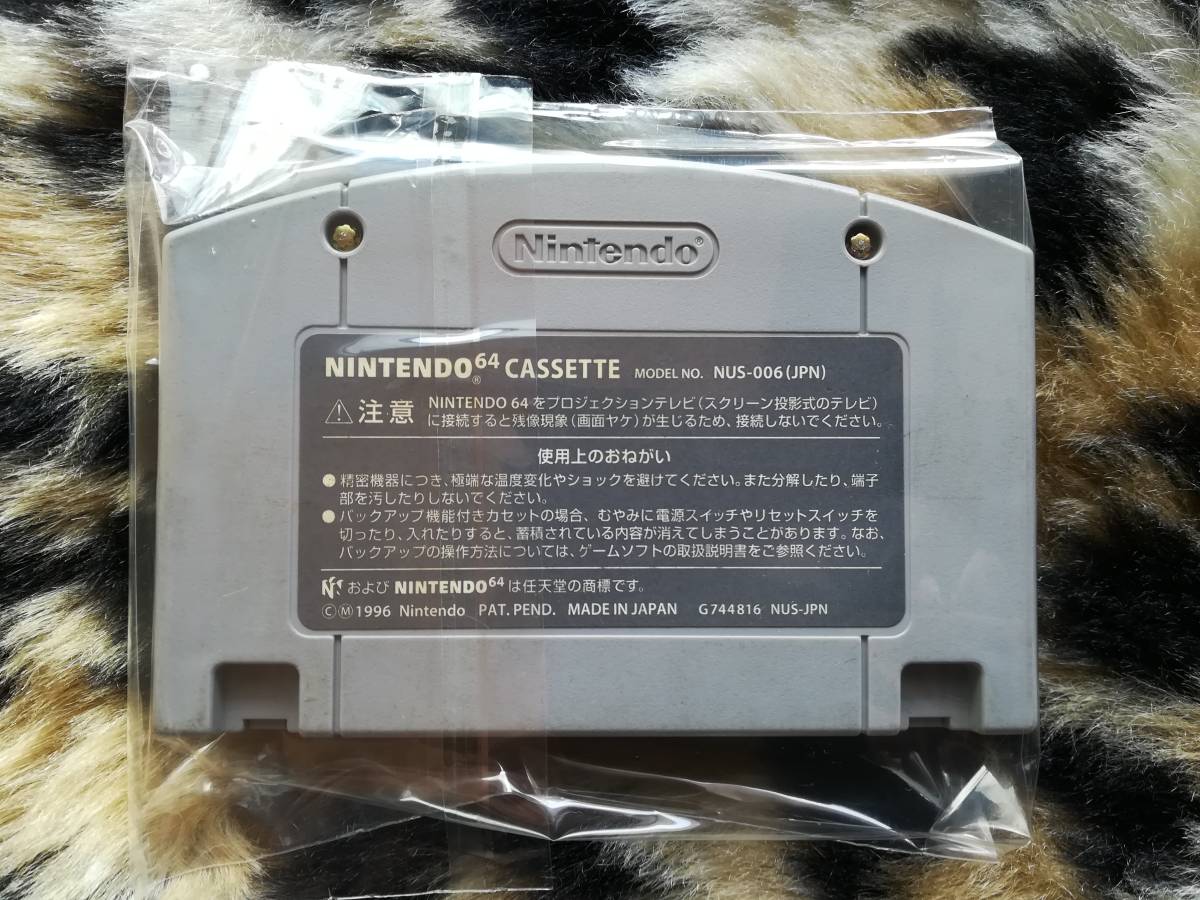 Nintendo®
NINTENDO64® CASSETTE MODEL NO. NUS-006(JPN)
注意 NINTENDO 64をプロジェクションテレビ(スクリーン投影式のテレビ)
に接続すると残像現象(画面ヤケ)が生じるため、接続しないでください。
使用上のおねがい
●精密機器につき、極端な温度変化やショックを避けてください。また分解したり、端子
部を汚したりしないでください。
●バックアップ機能付きカセットの場合、むやみに電源スイッチやリセットスイッチを
切ったり、入れたりすると、蓄積されている内容が消えてしまうことがあります。なお、
バックアップの操作方法については、ゲームソフトの取扱説明書をご参照ください。
および NINTENDO64 は任天堂の商標です。
ⒸⓂ1996 Nintendo PAT. PEND. MADE IN JAPAN G744816 NUS-JPN